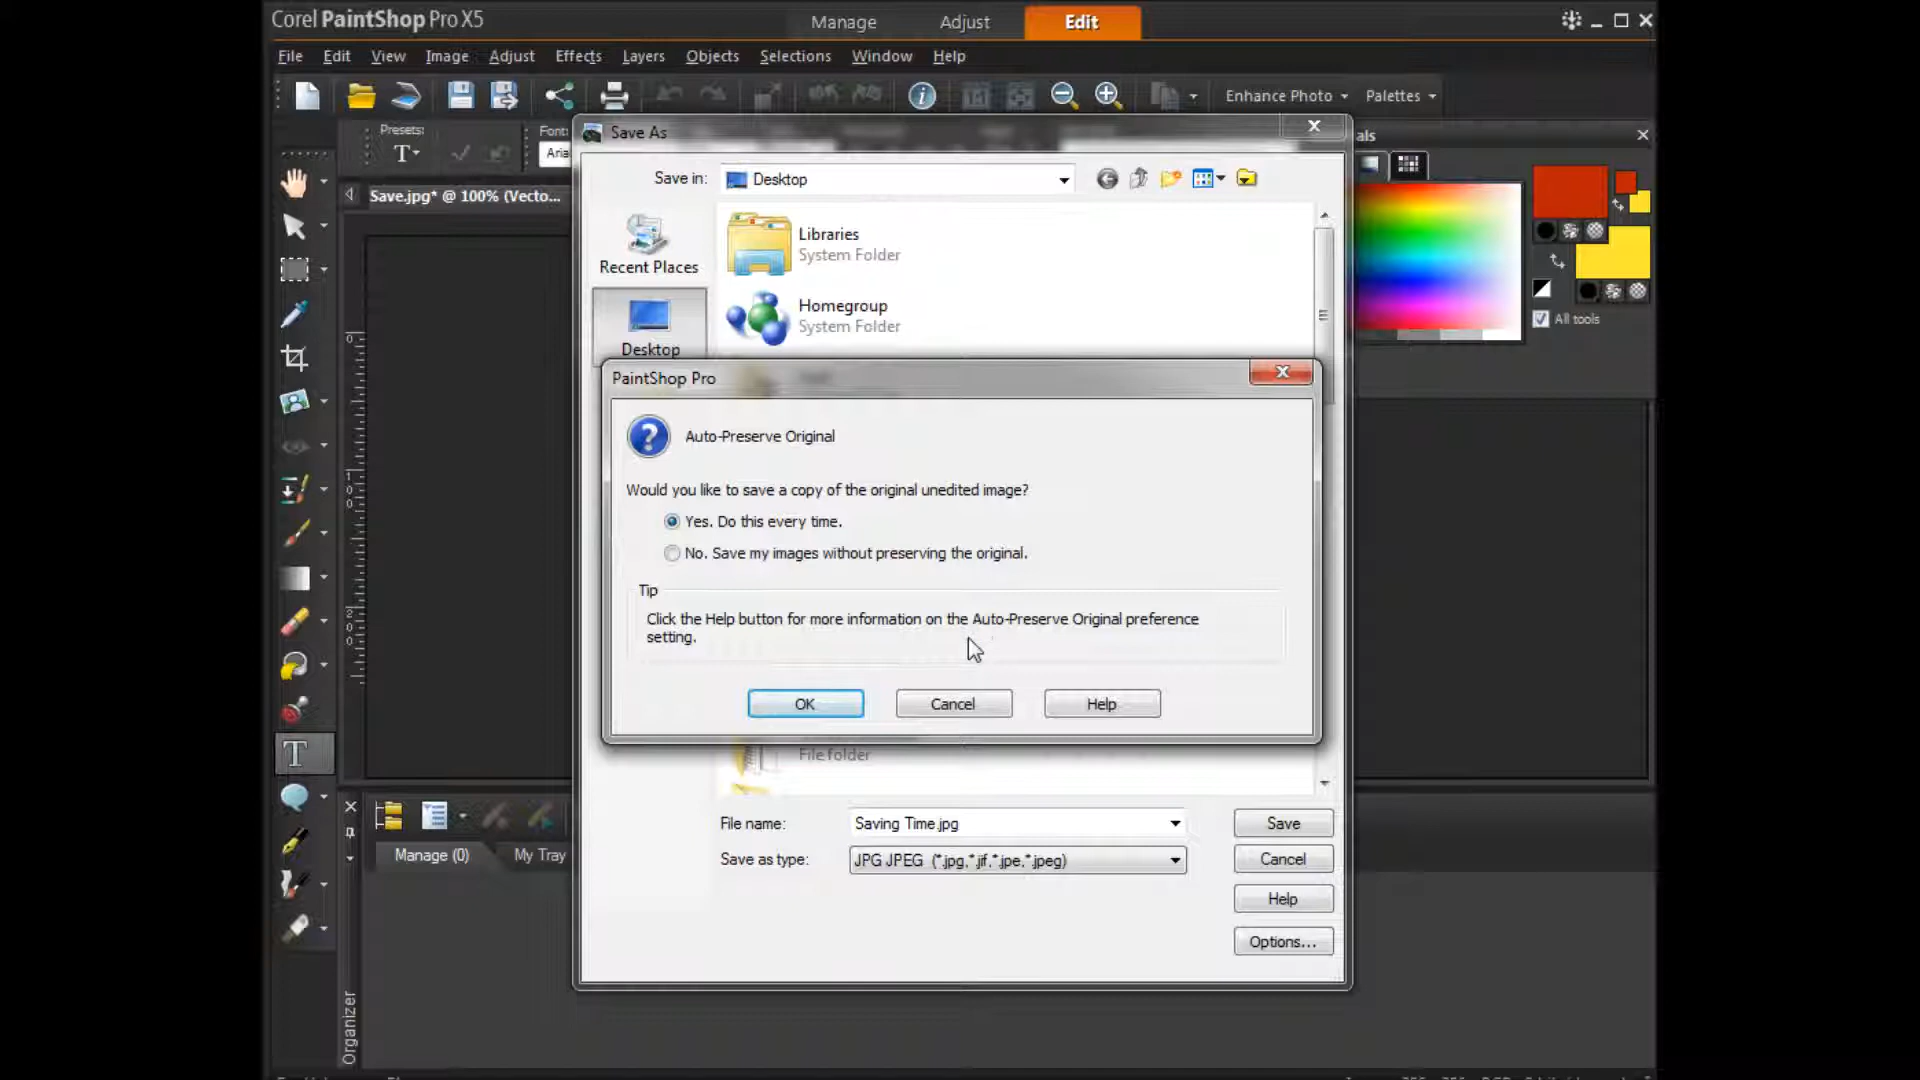 Corel PaintShop Pro X5
Manage Adjust Edit
File Edit View Image Adjust Effects Layers Objects Selections Window Help
Enhance Photo Palettes
Presets:
T
Font:
Aria
Save As
als
Save in: Desktop
Save.jpg* @ 100% (Vecto...
Libraries
System Folder
Recent Places
Homegroup
System Folder
Desktop
All tools
PaintShop Pro
Auto-Preserve Original
Would you like to save a copy of the original unedited image?
Yes. Do this every time.
No. Save my images without preserving the original.
Tip
Click the Help button for more information on the Auto-Preserve Original preference
setting.
OK Cancel Help
File folder
File name: Saving Time.jpg Save
Save as type: JPG JPEG (*.jpg,*.jif,*.jpe,*.jpeg) Cancel
Help
Options...
Manage (0) My Tray
Organizer